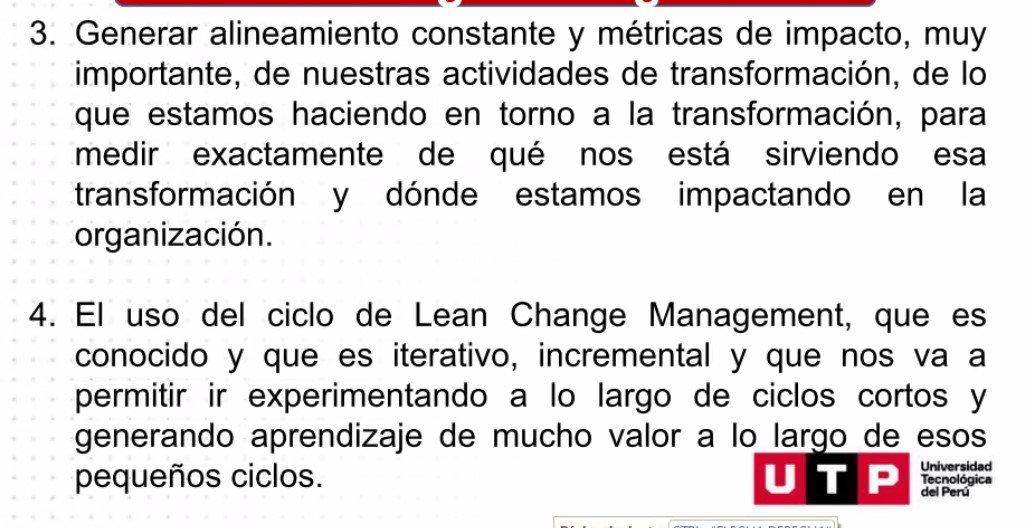 3. Generar alineamiento constante y métricas de impacto, muy
importante, de nuestras actividades de transformación, de lo
que estamos haciendo en torno a la transformación, para
medir exactamente de qué nos está sirviendo esa
transformación y dónde estamos impactando en la
organización.
4. El uso del ciclo de Lean Change Management, que es
conocido y que es iterativo, incremental y que nos va a
permitir ir experimentando a lo largo de ciclos cortos y
generando aprendizaje de mucho valor a lo largo de esos
pequeños ciclos.
UTP
Universidad
Tecnológica
del Perú